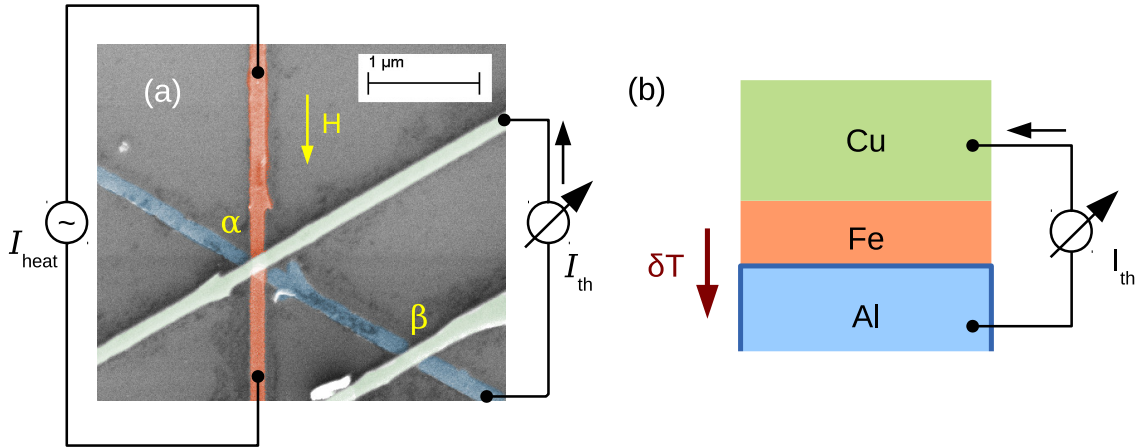 (a)
1 μm
H
α
β
~
I heat
I th
(b)
Cu
Fe
Al
δT
I th